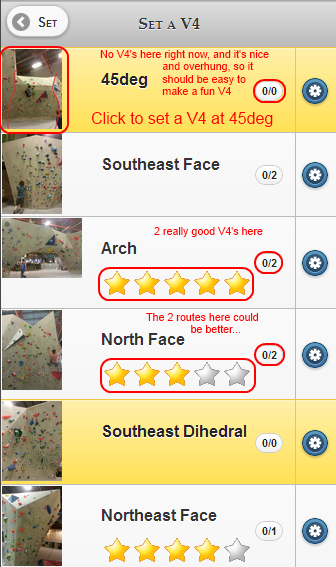 Set
Set a V4
No V4's here right now, and it's nice
and overhung, so it
should be easy to
make a fun V4
45deg
0/0
Click to set a V4 at 45deg
Southeast Face
0/2
2 really good V4's here
Arch
0/2
The 2 routes here could
be better...
North Face
0/2
Southeast Dihedral
0/0
Northeast Face
0/1